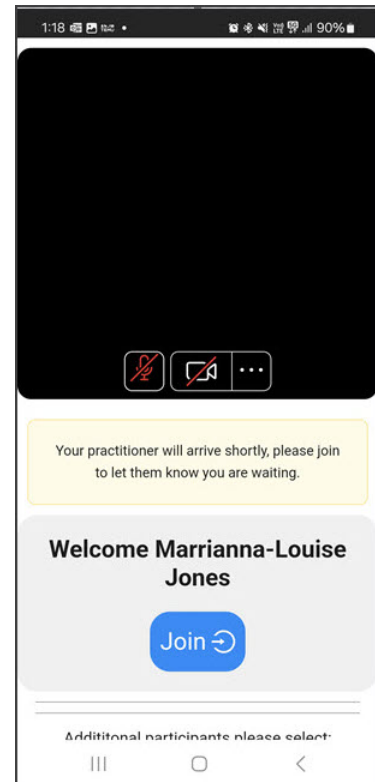 1:18
90%
Your practitioner will arrive shortly, please join
to let them know you are waiting.
Welcome Marrianna-Louise
Jones
Join
Addititonal participants please select: